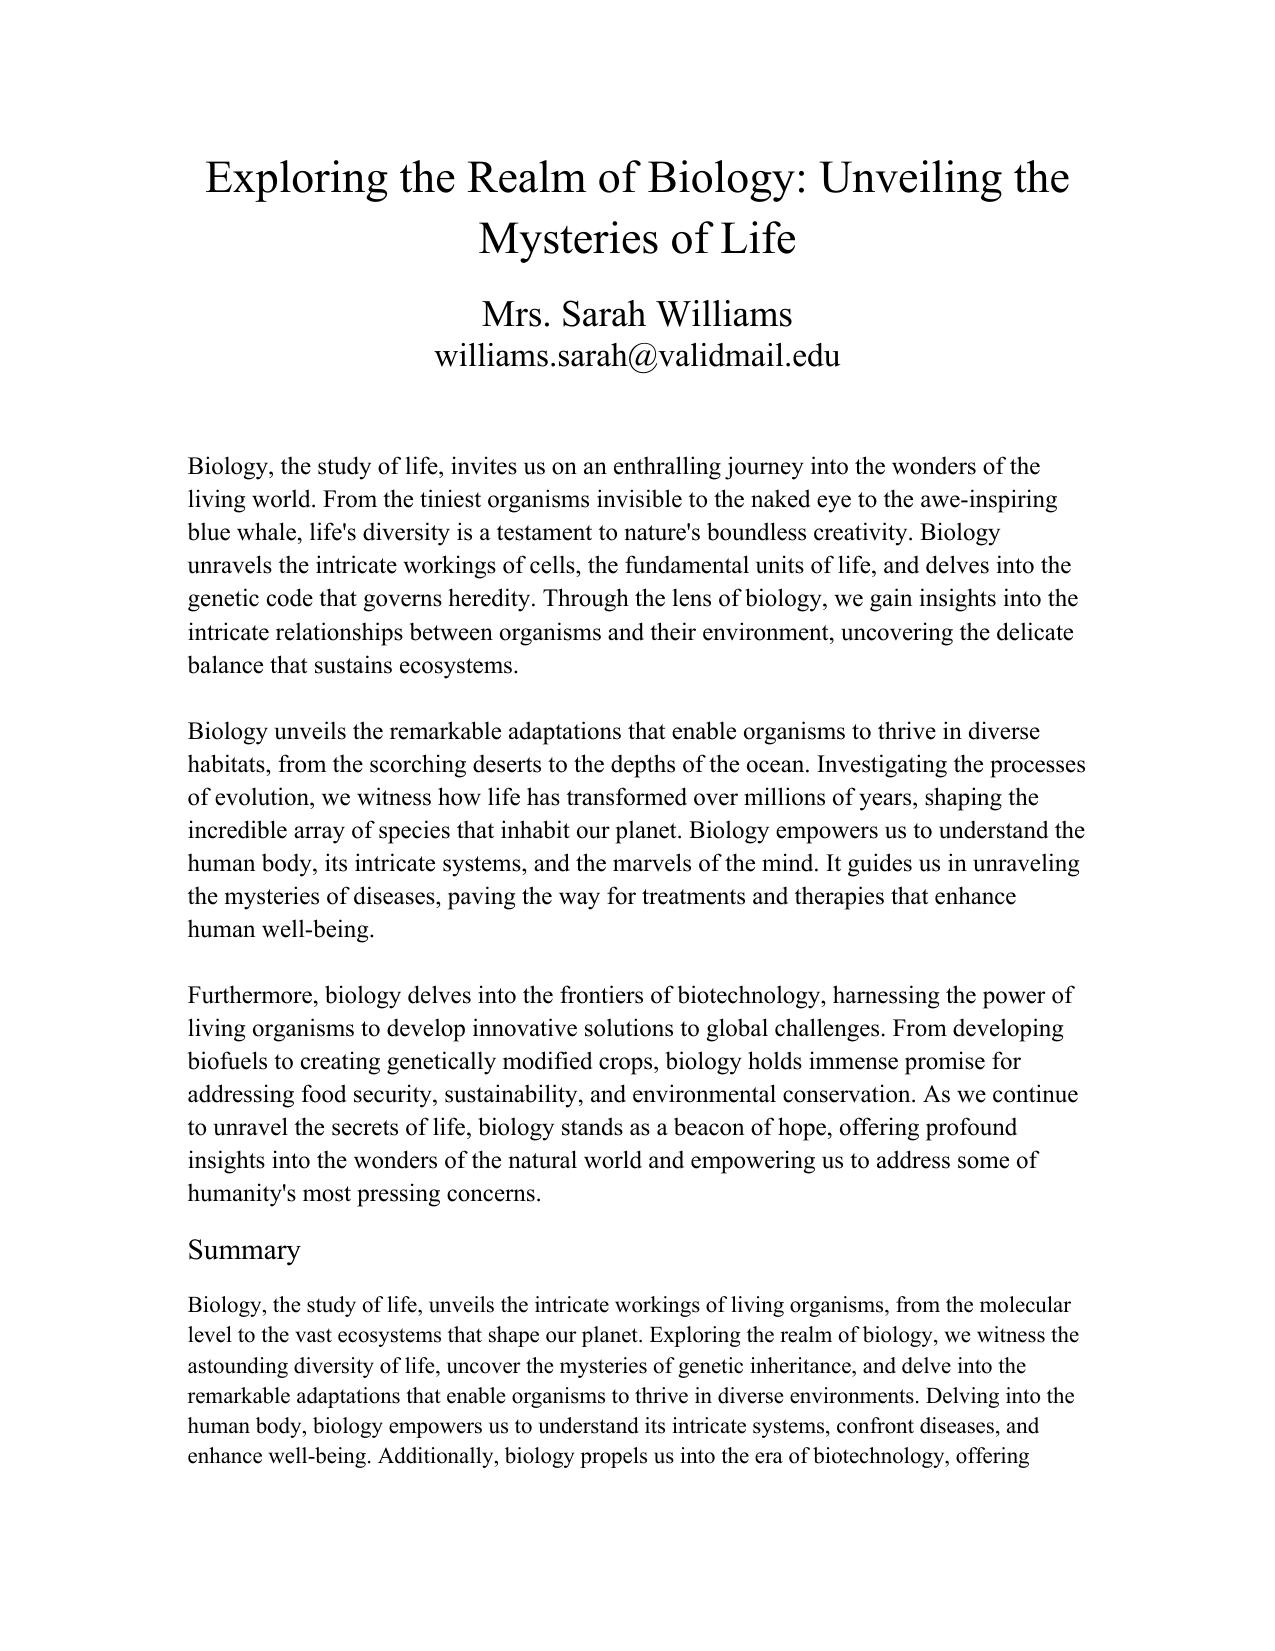 Exploring the Realm of Biology: Unveiling the
Mysteries of Life
Mrs. Sarah Williams
williams.sarah@validmail.edu
Biology, the study of life, invites us on an enthralling journey into the wonders of the
living world. From the tiniest organisms invisible to the naked eye to the awe-inspiring
blue whale, life's diversity is a testament to nature's boundless creativity. Biology
unravels the intricate workings of cells, the fundamental units of life, and delves into the
genetic code that governs heredity. Through the lens of biology, we gain insights into the
intricate relationships between organisms and their environment, uncovering the delicate
balance that sustains ecosystems.
Biology unveils the remarkable adaptations that enable organisms to thrive in diverse
habitats, from the scorching deserts to the depths of the ocean. Investigating the processes
of evolution, we witness how life has transformed over millions of years, shaping the
incredible array of species that inhabit our planet. Biology empowers us to understand the
human body, its intricate systems, and the marvels of the mind. It guides us in unraveling
the mysteries of diseases, paving the way for treatments and therapies that enhance
human well-being.
Furthermore, biology delves into the frontiers of biotechnology, harnessing the power of
living organisms to develop innovative solutions to global challenges. From developing
biofuels to creating genetically modified crops, biology holds immense promise for
addressing food security, sustainability, and environmental conservation. As we continue
to unravel the secrets of life, biology stands as a beacon of hope, offering profound
insights into the wonders of the natural world and empowering us to address some of
humanity's most pressing concerns.
Summary
Biology, the study of life, unveils the intricate workings of living organisms, from the molecular
level to the vast ecosystems that shape our planet. Exploring the realm of biology, we witness the
astounding diversity of life, uncover the mysteries of genetic inheritance, and delve into the
remarkable adaptations that enable organisms to thrive in diverse environments. Delving into the
human body, biology empowers us to understand its intricate systems, confront diseases, and
enhance well-being. Additionally, biology propels us into the era of biotechnology, offering